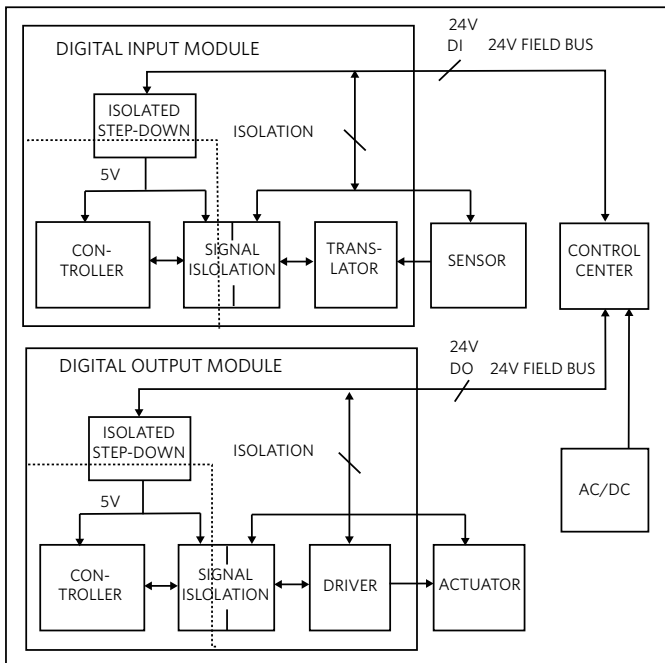 24V
DI 24V FIELD BUS
DIGITAL INPUT MODULE
ISOLATED
STEP-DOWN
ISOLATION
5V
CON-
TROLLER
SIGNAL
ISLOLATION
TRANS-
LATOR
SENSOR
CONTROL
CENTER
24V
DO 24V FIELD BUS
DIGITAL OUTPUT MODULE
ISOLATED
STEP-DOWN
ISOLATION
5V
AC/DC
CON-
TROLLER
SIGNAL
ISLOLATION
DRIVER
ACTUATOR